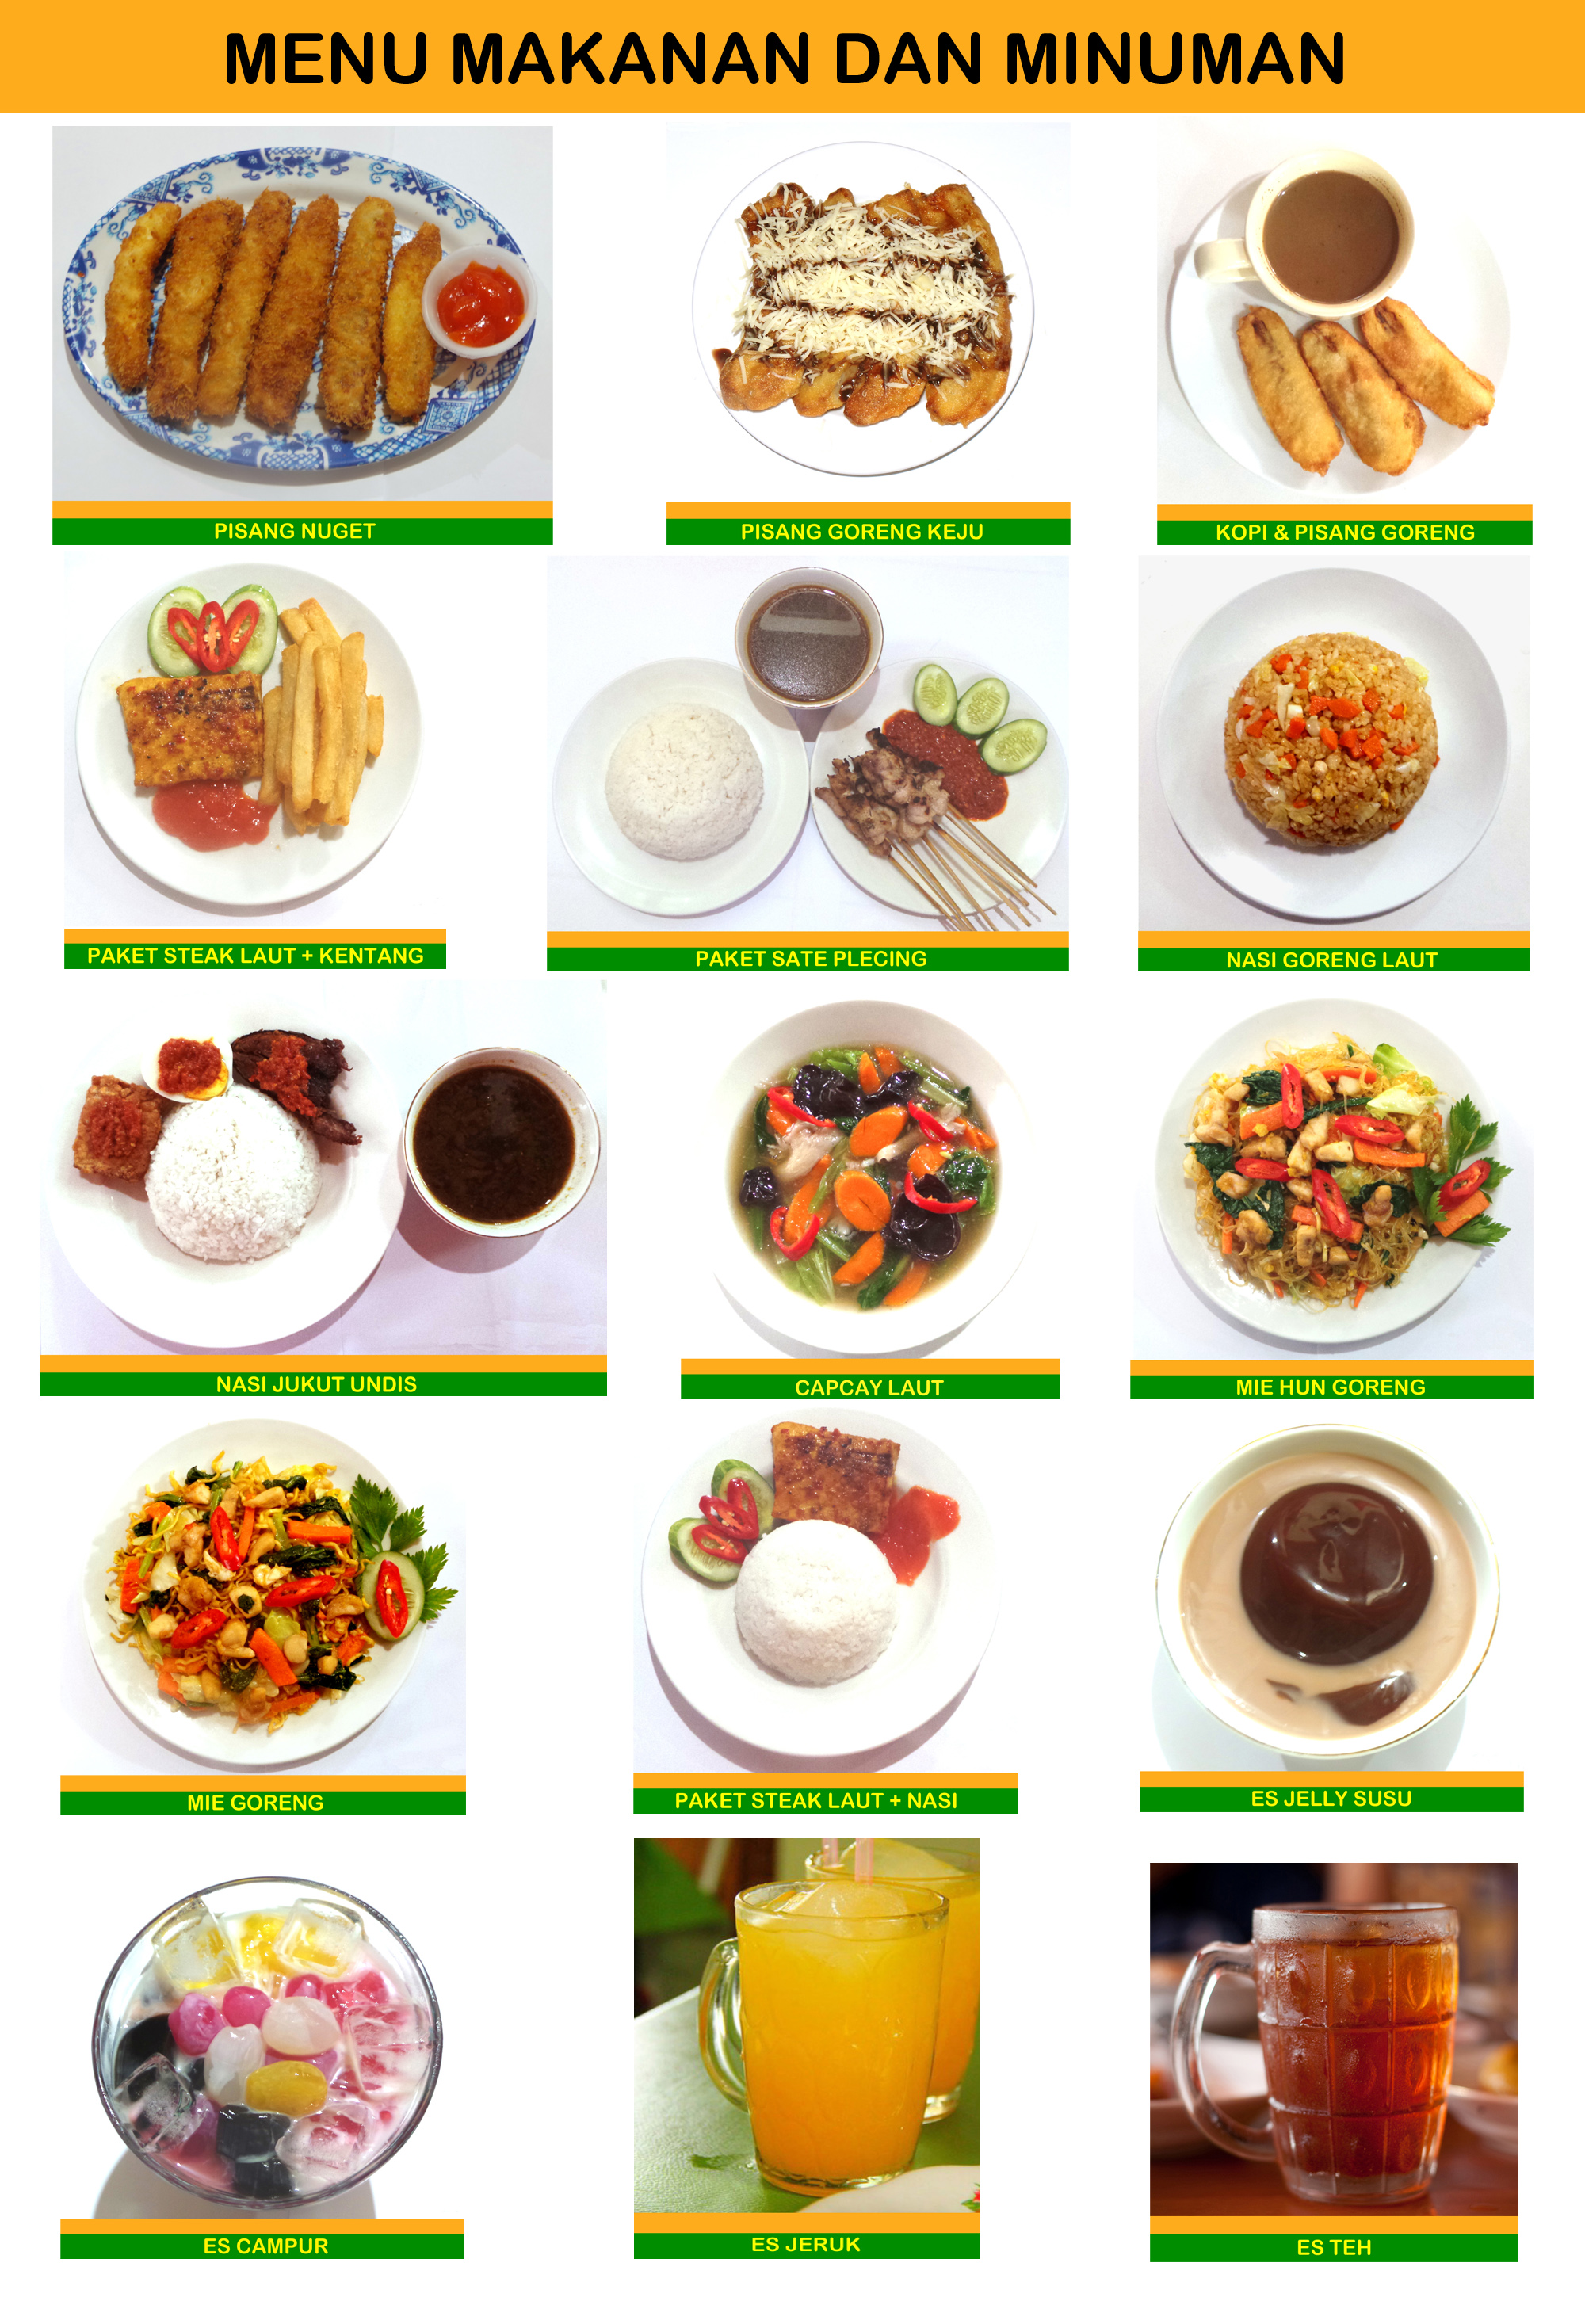 MENU MAKANAN DAN MINUMAN
PISANG NUGET
PISANG GORENG KEJU
KOPI & PISANG GORENG
PAKET STEAK LAUT + KENTANG
PAKET SATE PLECING
NASI GORENG LAUT
NASI JUKUT UNDIS
CAPCAY LAUT
MIE HUN GORENG
MIE GORENG
PAKET STEAK LAUT + NASI
ES JELLY SUSU
ES CAMPUR
ES JERUK
ES TEH